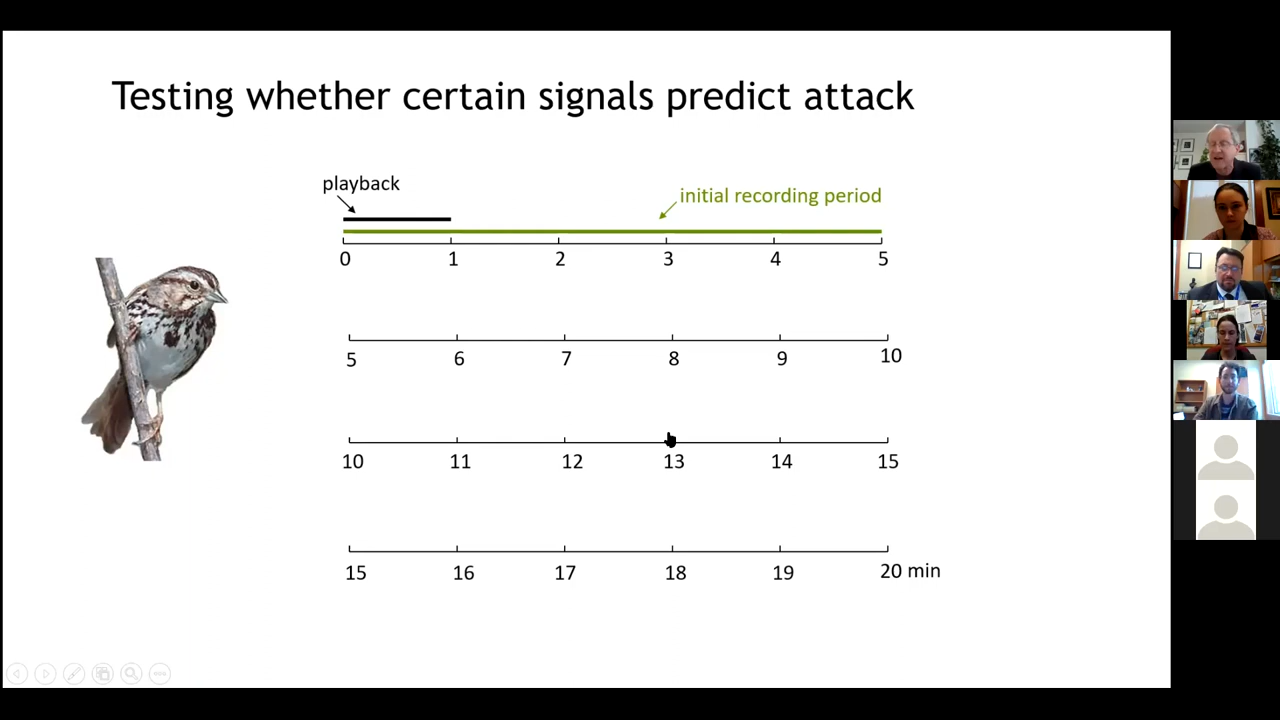 Testing whether certain signals predict attack
playback
initial recording period
0 1 2 3 4 5
5 6 7 8 9 10
10 11 12 13 14 15
15 16 17 18 19 20 min